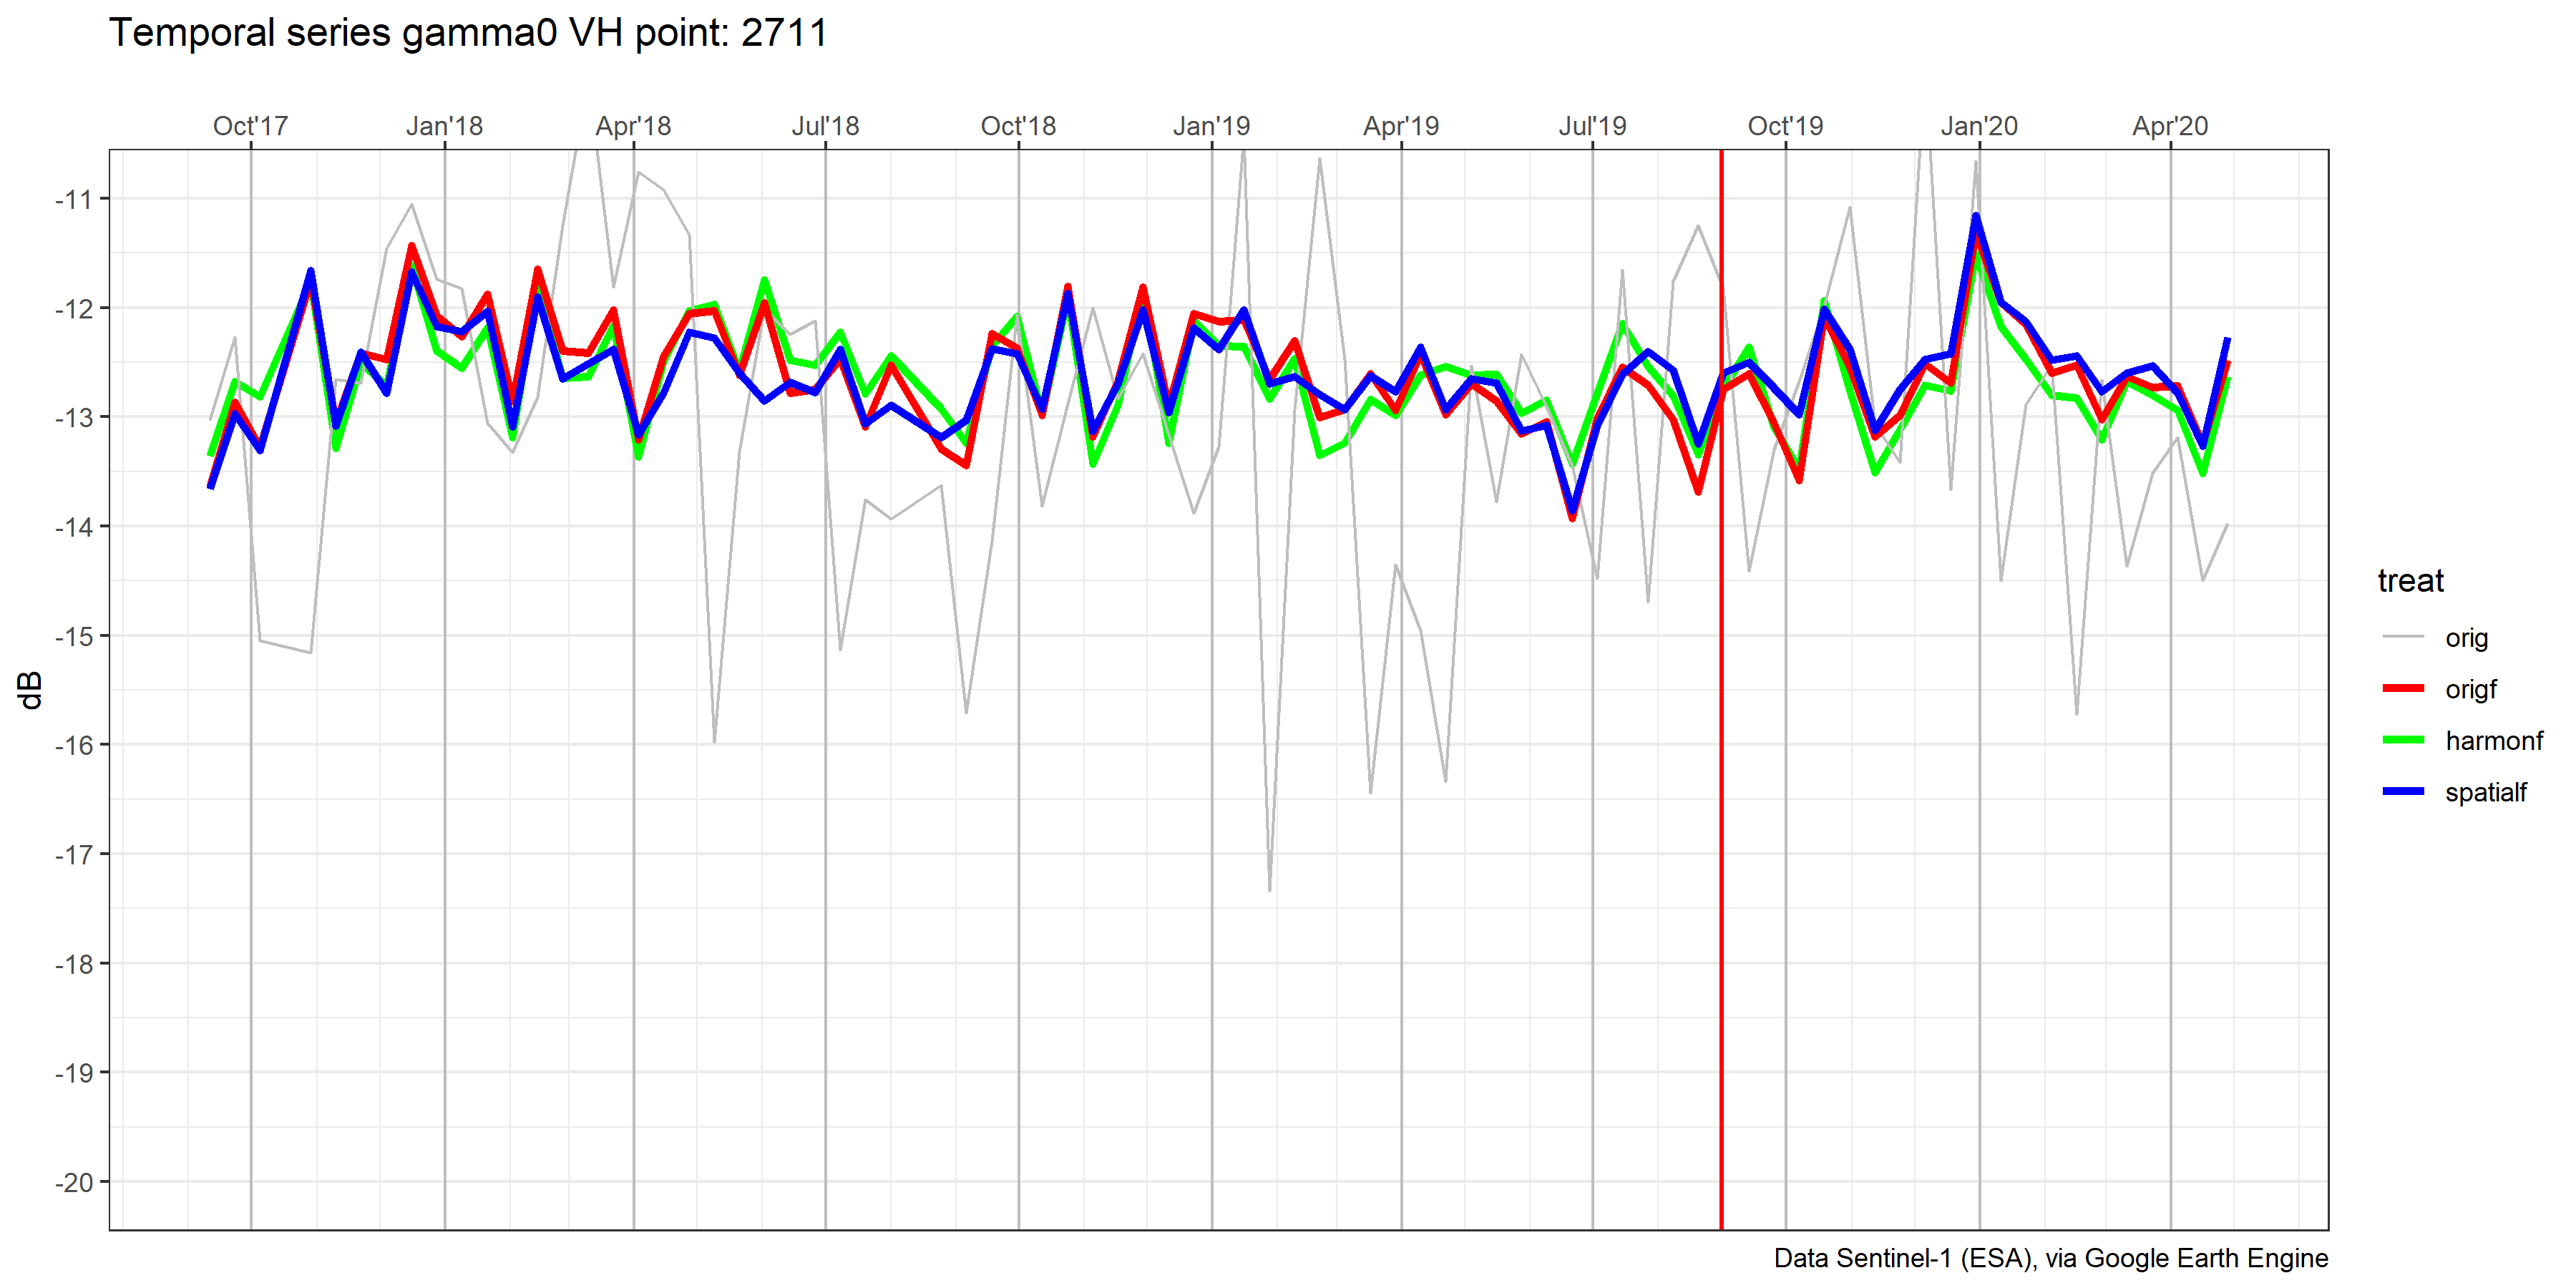 Temporal series gamma0 VH point: 2711
Oct'17 Jan'18 Apr'18 Jul'18 Oct'18 Jan'19 Apr'19 Jul'19 Oct'19 Jan'20 Apr'20
-11
-12
-13
-14
-15
-16
-17
-18
-19
-20
dB
treat
orig
origf
harmonf
spatialf
Data Sentinel-1 (ESA), via Google Earth Engine